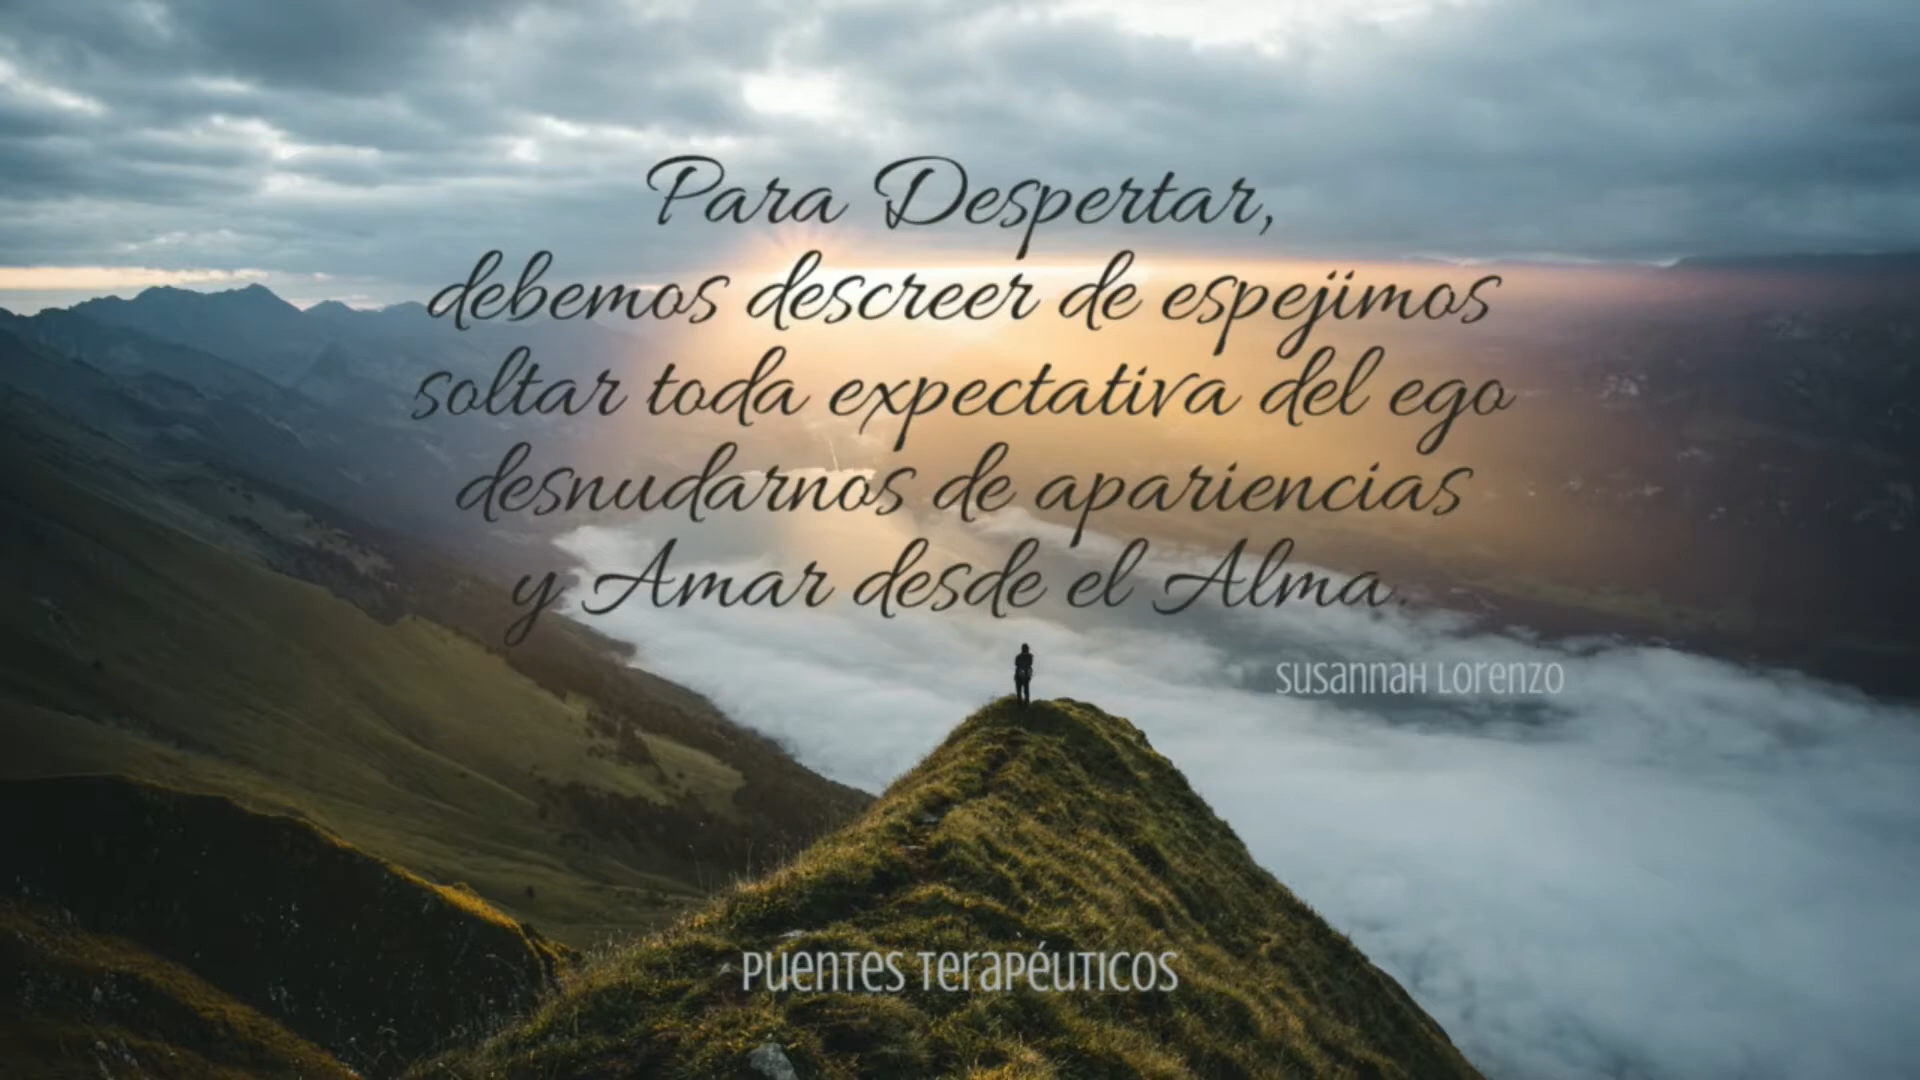 Para Despertar,
debemos descreer de espejimos
soltar toda expectativa del ego
desnudarnos de apariencias
y Amar desde el Alma.
Susannah Lorenzo
Puentes Terapéuticos